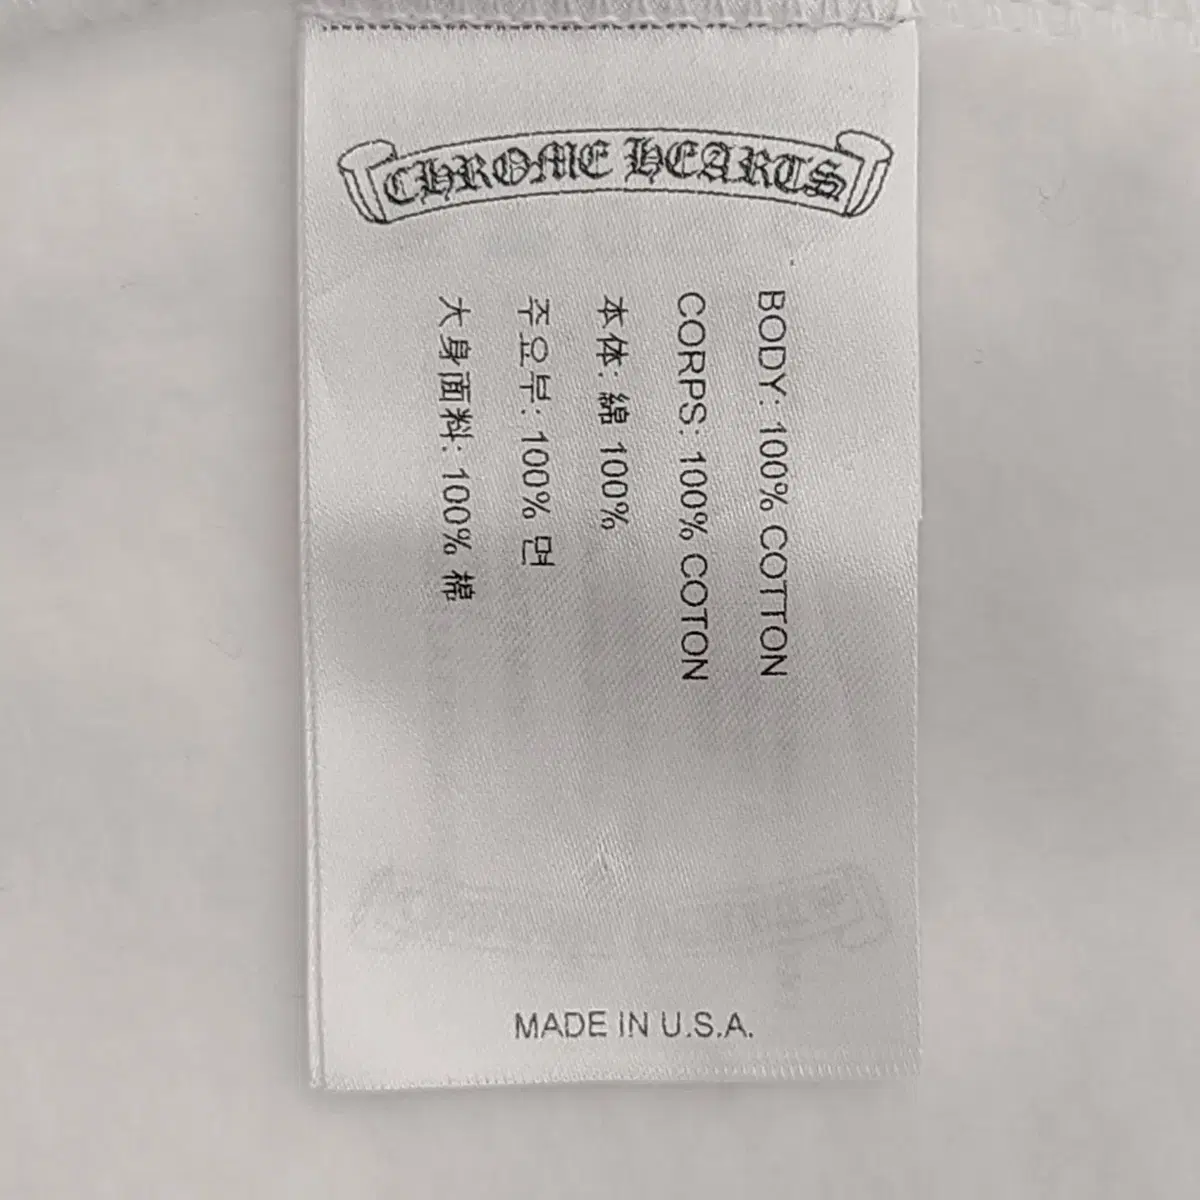 CHROME HEARTS
BODY: 100% COTTON
CORPS: 100% COTON
本体: 綿 100%
주요부: 100% 면
大身面料: 100% 棉
MADE IN U.S.A.